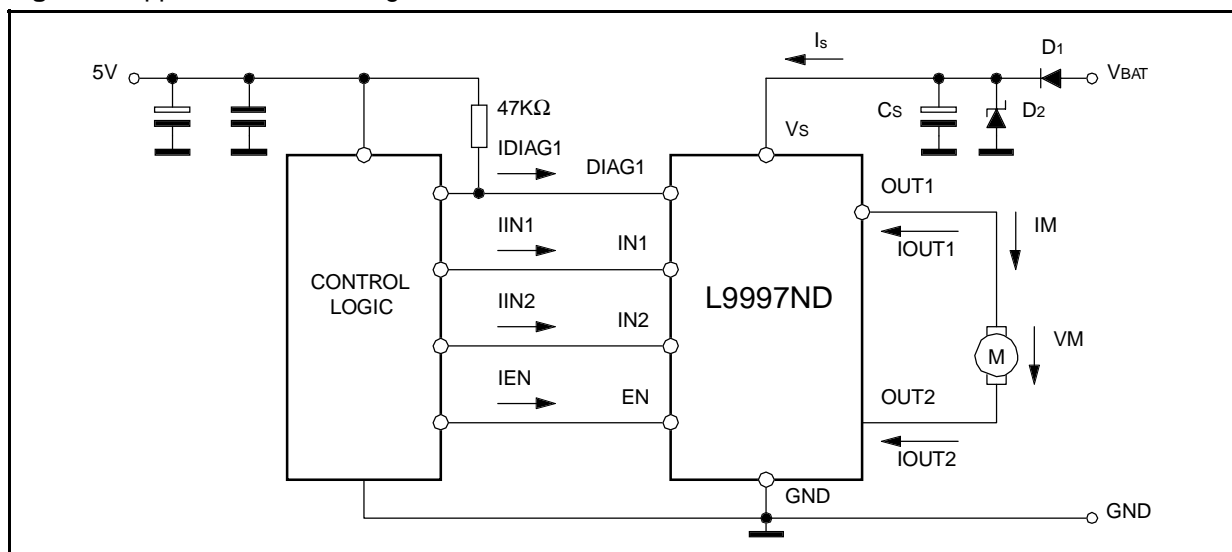 Is
D1
5V
VBAT
47KΩ
CS
D2
VS
IDIAG1
DIAG1
OUT1
IIN1
IN1
IOUT1
IM
CONTROL
LOGIC
L9997ND
IIN2
IN2
VM
M
IEN
EN
OUT2
IOUT2
GND
GND